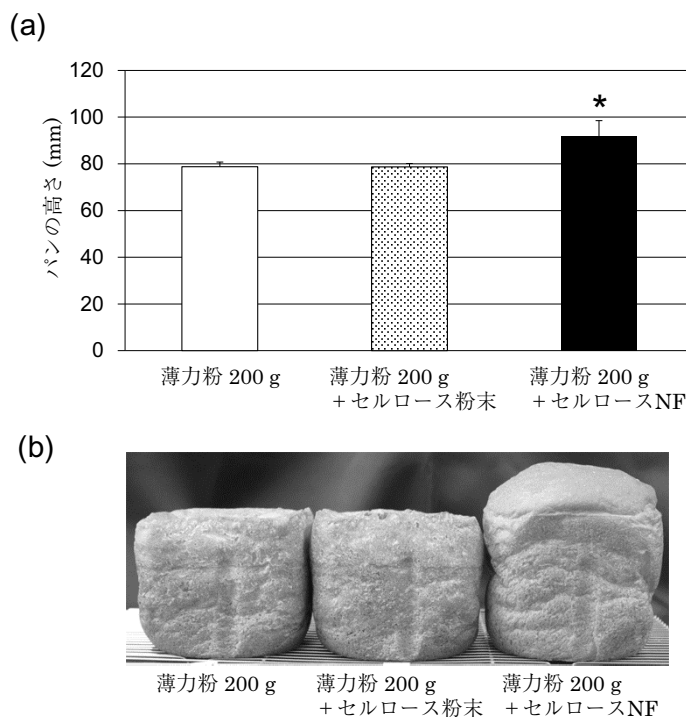 (a)
パンの高さ (mm)
120
100
80
60
40
20
0
*
薄力粉 200 g
薄力粉 200 g
+セルロース粉末
薄力粉 200 g
+セルロースNF
(b)
薄力粉 200 g
薄力粉 200 g
+セルロース粉末
薄力粉 200 g
+セルロースNF